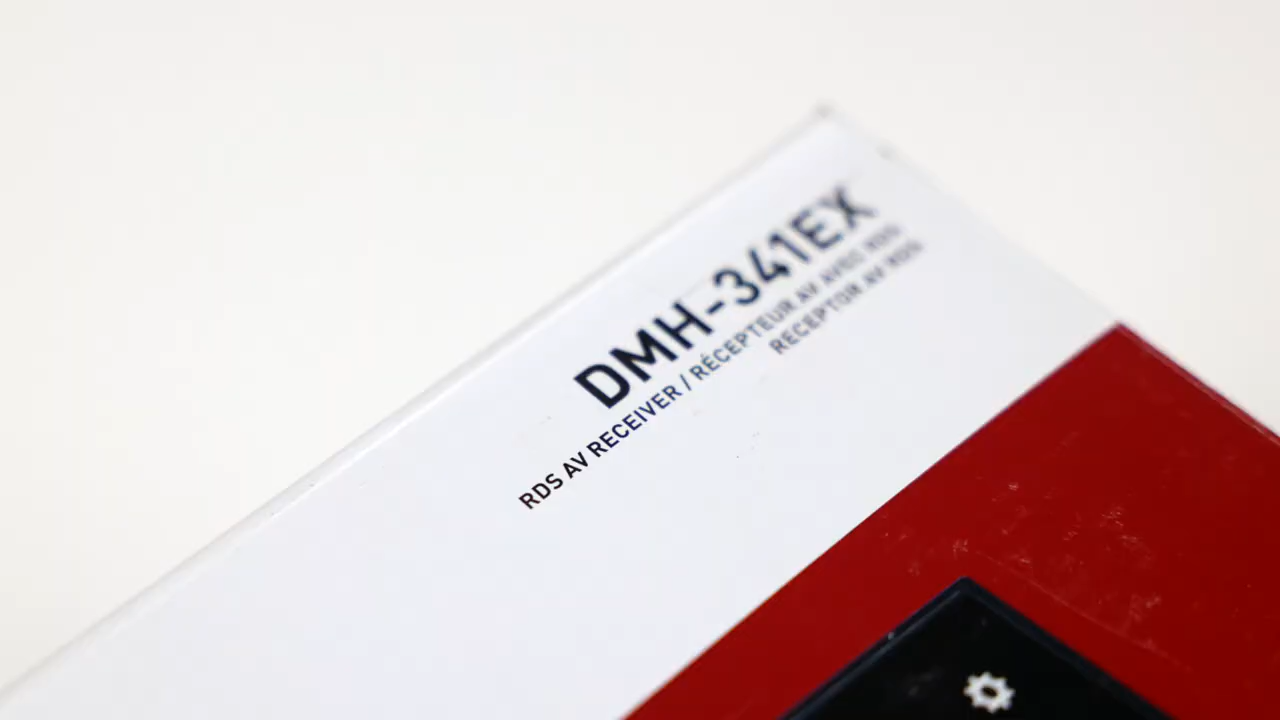 DMH-341EX
RDS AV RECEIVER / RÉCEPTEUR AV AVEC RDS
RECEPTOR AV RDS